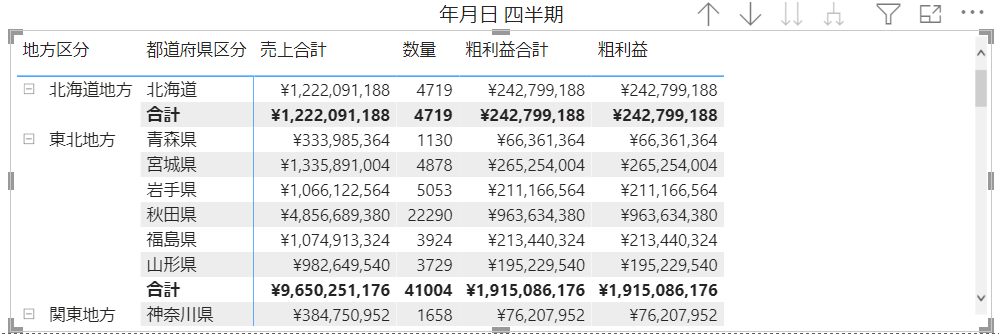 年月日 四半期
地方区分 都道府県区分 売上合計 数量 粗利益合計 粗利益
北海道地方 北海道 ¥1,222,091,188 4719 ¥242,799,188 ¥242,799,188
合計 ¥1,222,091,188 4719 ¥242,799,188 ¥242,799,188
東北地方 青森県 ¥333,985,364 1130 ¥66,361,364 ¥66,361,364
宮城県 ¥1,335,891,004 4878 ¥265,254,004 ¥265,254,004
岩手県 ¥1,066,122,564 5053 ¥211,166,564 ¥211,166,564
秋田県 ¥4,856,689,380 22290 ¥963,634,380 ¥963,634,380
福島県 ¥1,074,913,324 3924 ¥213,440,324 ¥213,440,324
山形県 ¥982,649,540 3729 ¥195,229,540 ¥195,229,540
合計 ¥9,650,251,176 41004 ¥1,915,086,176 ¥1,915,086,176
関東地方 神奈川県 ¥384,750,952 1658 ¥76,207,952 ¥76,207,952